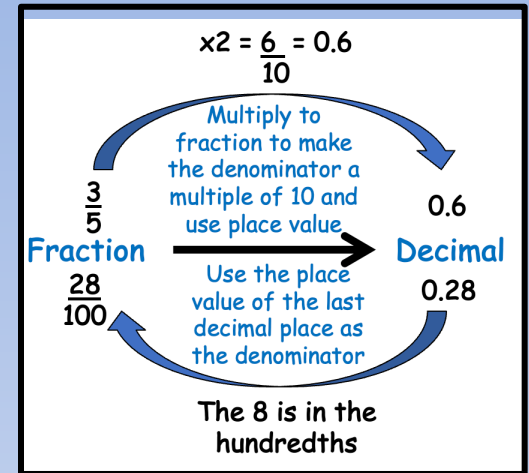 x2 = 6 = 0.6
10
Multiply to
fraction to make
the denominator a
multiple of 10 and
use place value
3
5
0.6
Fraction
Decimal
28
100
0.28
Use the place
value of the last
decimal place as
the denominator
The 8 is in the
hundredths